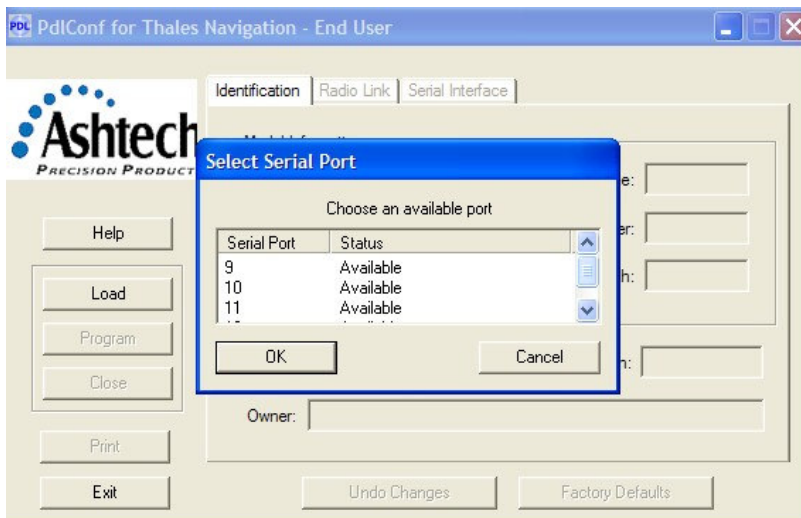 PDL PdlConf for Thales Navigation - End User
Identification Radio Link Serial Interface
Ashtech
PRECISION PRODUCT
Select Serial Port
Choose an available port
Serial Port Status
9 Available
10 Available
11 Available
OK Cancel
Help
Load
Program
Close
Print
Exit
Owner:
Undo Changes Factory Defaults